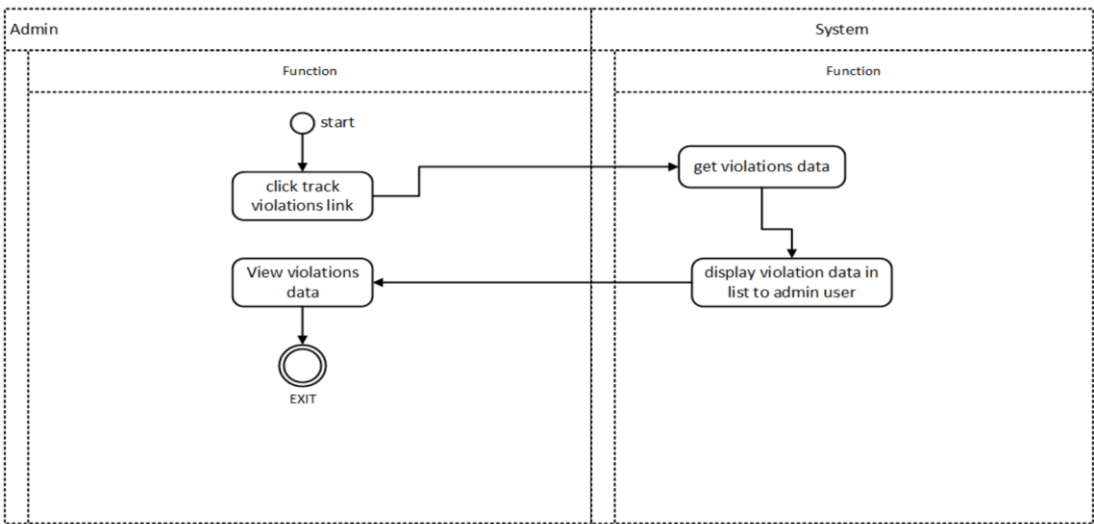 Admin
System
Function
Function
start
click track
violations link
get violations data
View violations
data
display violation data in
list to admin user
EXIT